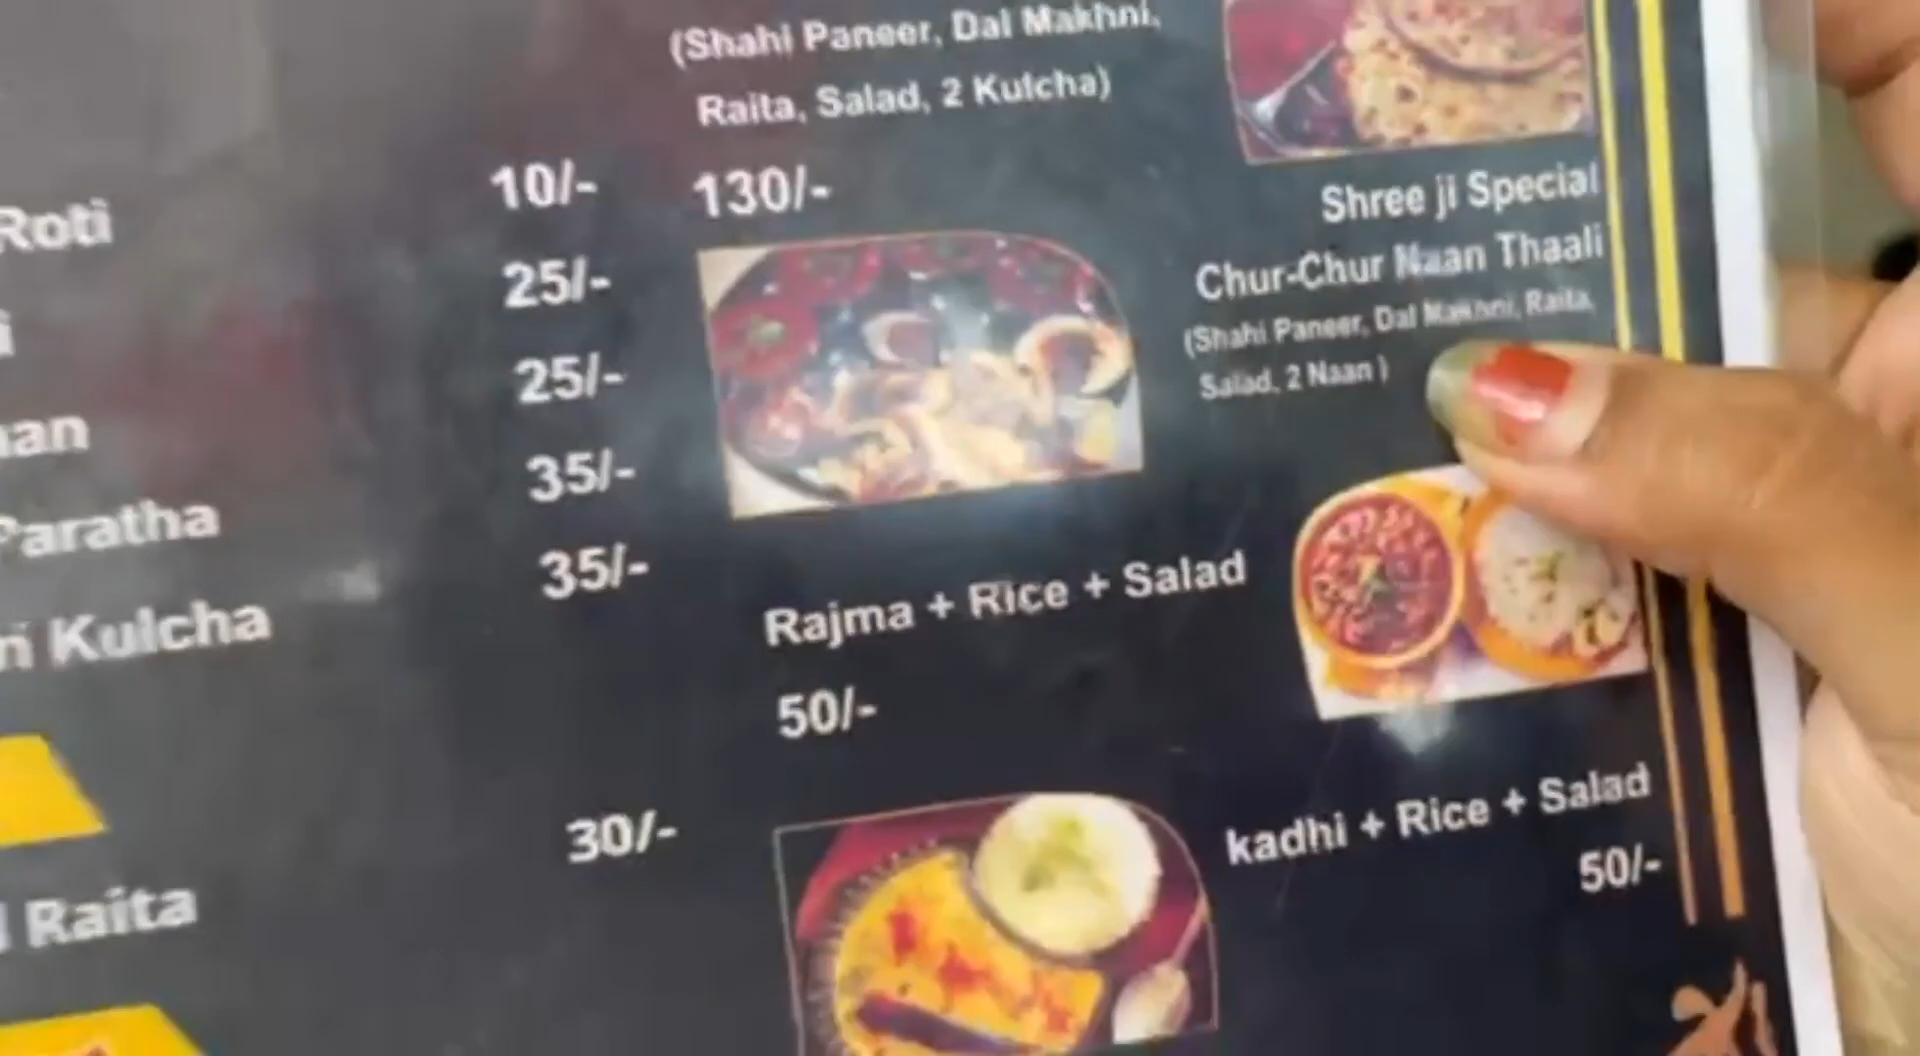 (Shahi Paneer, Dal Makhni,
Raita, Salad, 2 Kulcha)
130/-
Roti 10/-
25/-
25/-
Paratha 35/-
Kulcha 35/-
Raita 30/-
Shree ji Special
Chur-Chur Naan Thaali
(Shahi Paneer, Dal Makhni, Raita,
Salad, 2 Naan )
Rajma + Rice + Salad
50/-
kadhi + Rice + Salad
50/-